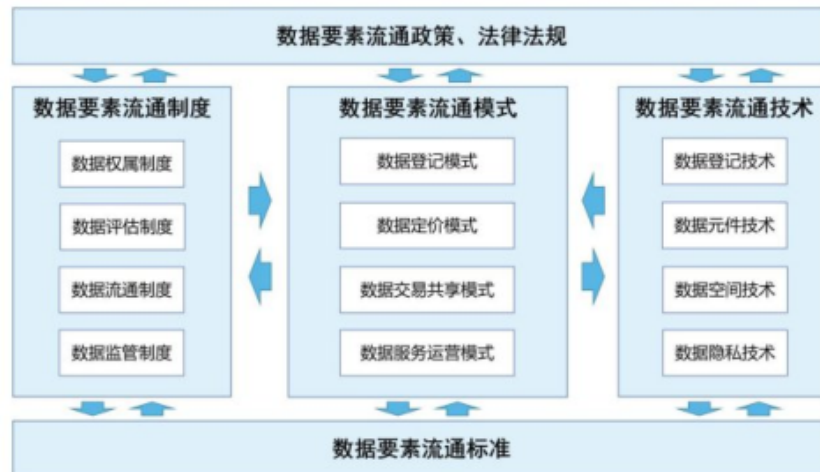 数据要素流通政策、法律法规
数据要素流通制度
数据权属制度
数据评估制度
数据流通制度
数据监管制度
数据要素流通模式
数据登记模式
数据定价模式
数据交易共享模式
数据服务运营模式
数据要素流通技术
数据登记技术
数据元件技术
数据空间技术
数据隐私技术
数据要素流通标准